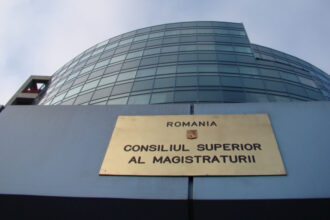 ROMANIA
CONSILIUL SUPERIOR
AL MAGISTRATURII